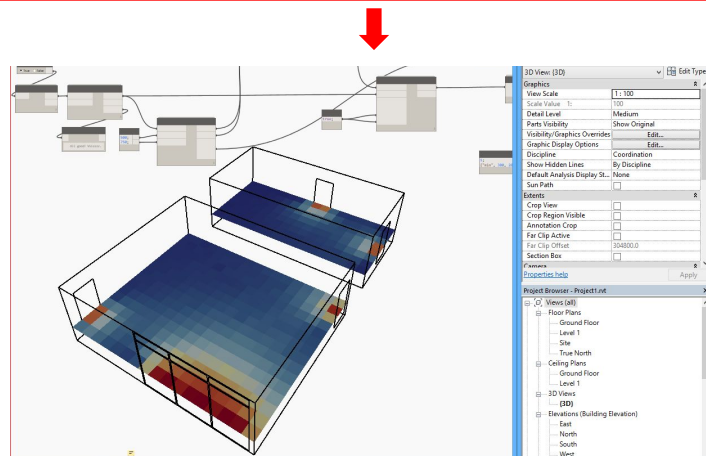 3D View: {3D}
Edit Type
Graphics
View Scale 1 : 100
Scale Value 1: 100
Detail Level Medium
Parts Visibility Show Original
Visibility/Graphics Overrides Edit...
Graphic Display Options Edit...
Discipline Coordination
Show Hidden Lines By Discipline
Default Analysis Display St... None
Sun Path
Extents
Crop View
Crop Region Visible
Annotation Crop
Far Clip Active
Far Clip Offset 304800.0
Section Box
Camera
Properties help
Apply
Project Browser - Project1.rvt
Views (all)
Floor Plans
Ground Floor
Level 1
Site
True North
Ceiling Plans
Ground Floor
Level 1
3D Views
{3D}
Elevations (Building Elevation)
East
North
South
West